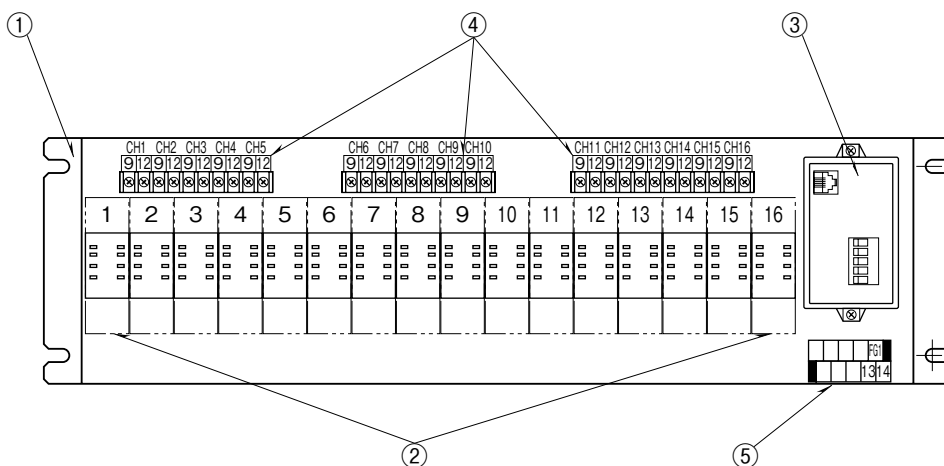 ① ④ ③
CH1 CH2 CH3 CH4 CH5 CH6 CH7 CH8 CH9 CH10 CH11 CH12 CH13 CH14 CH15 CH16
9 12 9 12 9 12 9 12 9 12 9 12 9 12 9 12 9 12 9 12 9 12 9 12 9 12 9 12 9 12 9 12
1 2 3 4 5 6 7 8 9 10 11 12 13 14 15 16
FG1
13 14
② ⑤